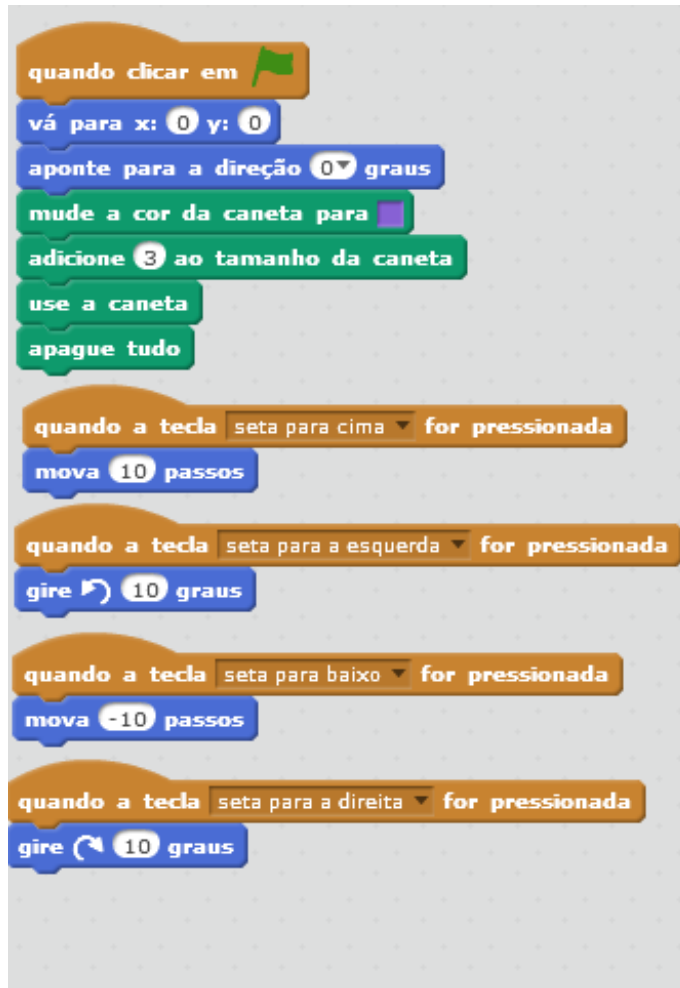 quando clicar em
vá para x: 0 y: 0
aponte para a direção 0 graus
mude a cor da caneta para
adicione 3 ao tamanho da caneta
use a caneta
apague tudo
quando a tecla seta para cima for pressionada
mova 10 passos
quando a tecla seta para a esquerda for pressionada
gire 10 graus
quando a tecla seta para baixo for pressionada
mova -10 passos
quando a tecla seta para a direita for pressionada
gire 10 graus